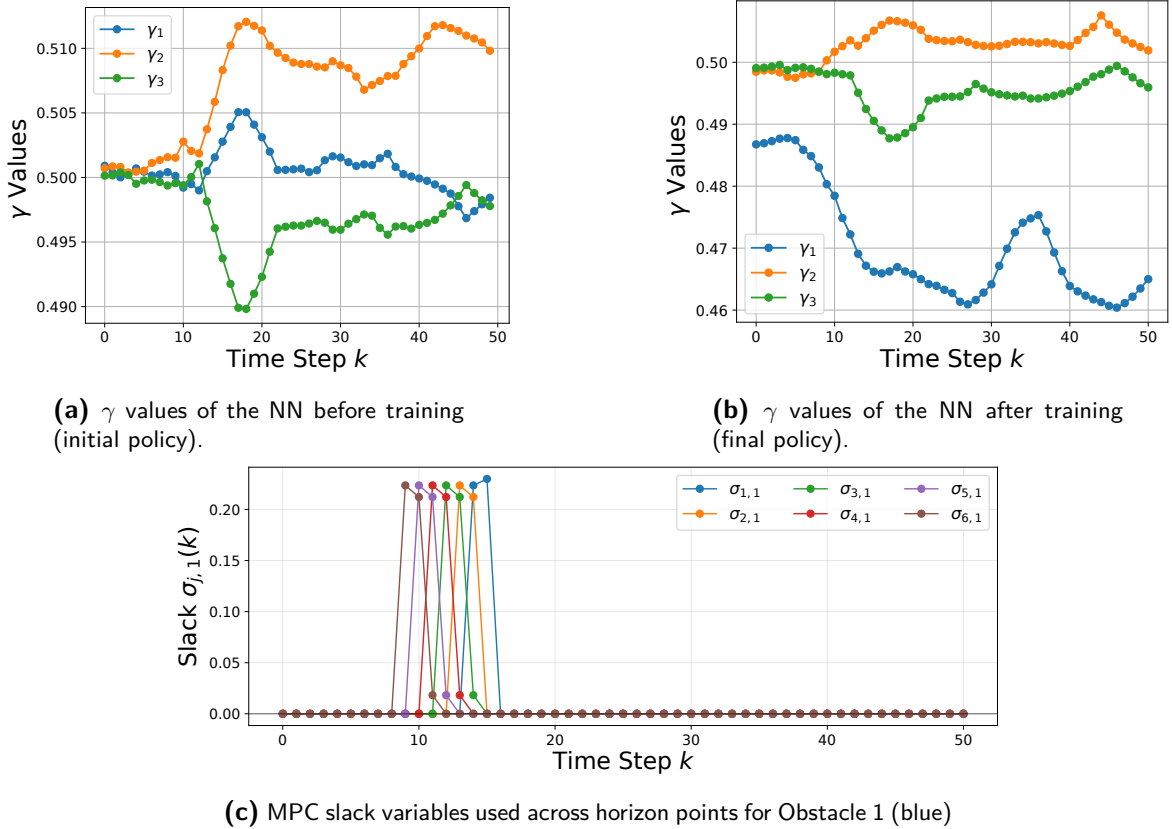 0.510
0.505
0.500
0.495
0.490
γ Values
γ₁
γ₂
γ₃
0 10 20 30 40 50
Time Step k
(a) γ values of the NN before training
(initial policy).
0.50
0.49
0.48
0.47
0.46
γ Values
γ₁
γ₂
γ₃
0 10 20 30 40 50
Time Step k
(b) γ values of the NN after training
(final policy).
0.20
0.15
0.10
0.05
0.00
Slack σⱼ, ₁(k)
σ₁, ₁ σ₃, ₁ σ₅, ₁
σ₂, ₁ σ₄, ₁ σ₆, ₁
0 10 20 30 40 50
Time Step k
(c) MPC slack variables used across horizon points for Obstacle 1 (blue)